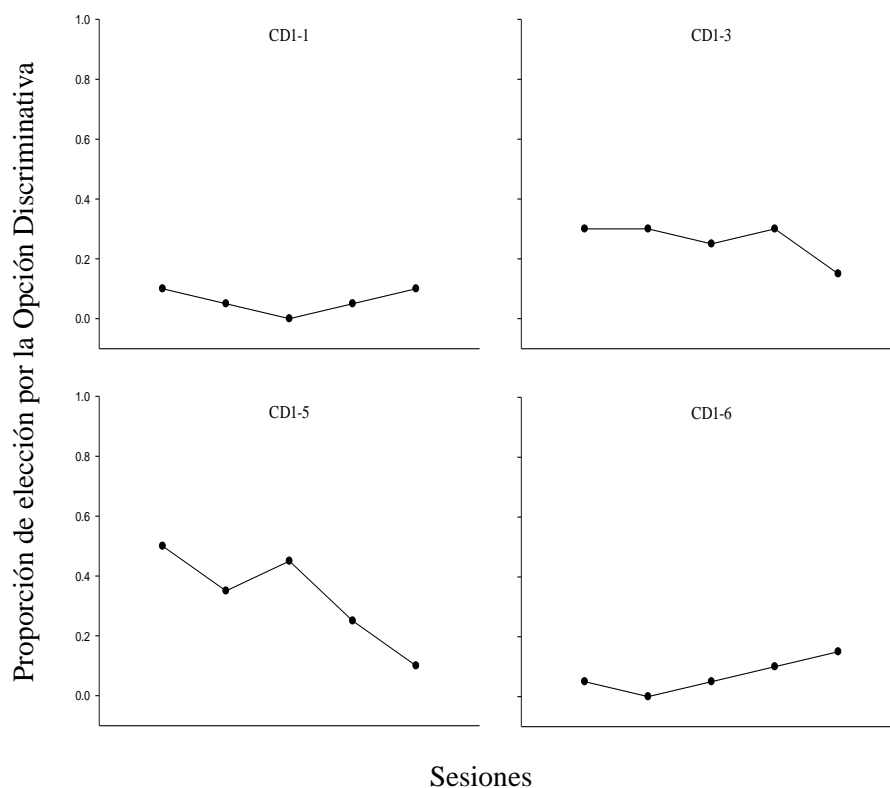 Proporción de elección por la Opción Discriminativa
CD1-1
1.0
0.8
0.6
0.4
0.2
0.0
CD1-3
CD1-5
1.0
0.8
0.6
0.4
0.2
0.0
CD1-6
Sesiones